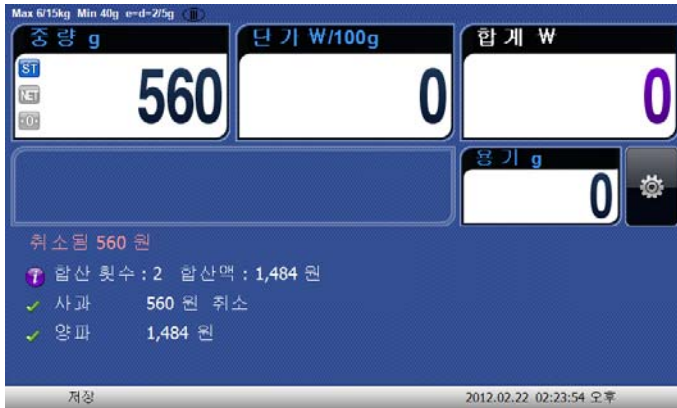 Max 6/15kg Min 40g e=d=2/5g III
중량 g 단가 ₩/100g 합계 ₩
ST
NET
→0←
560 0 0
용기 g
0
취소됨 560 원
합산 횟수 : 2 합산액 : 1,484 원
사과 560 원 취소
양파 1,484 원
저장 2012.02.22 02:23:54 오후